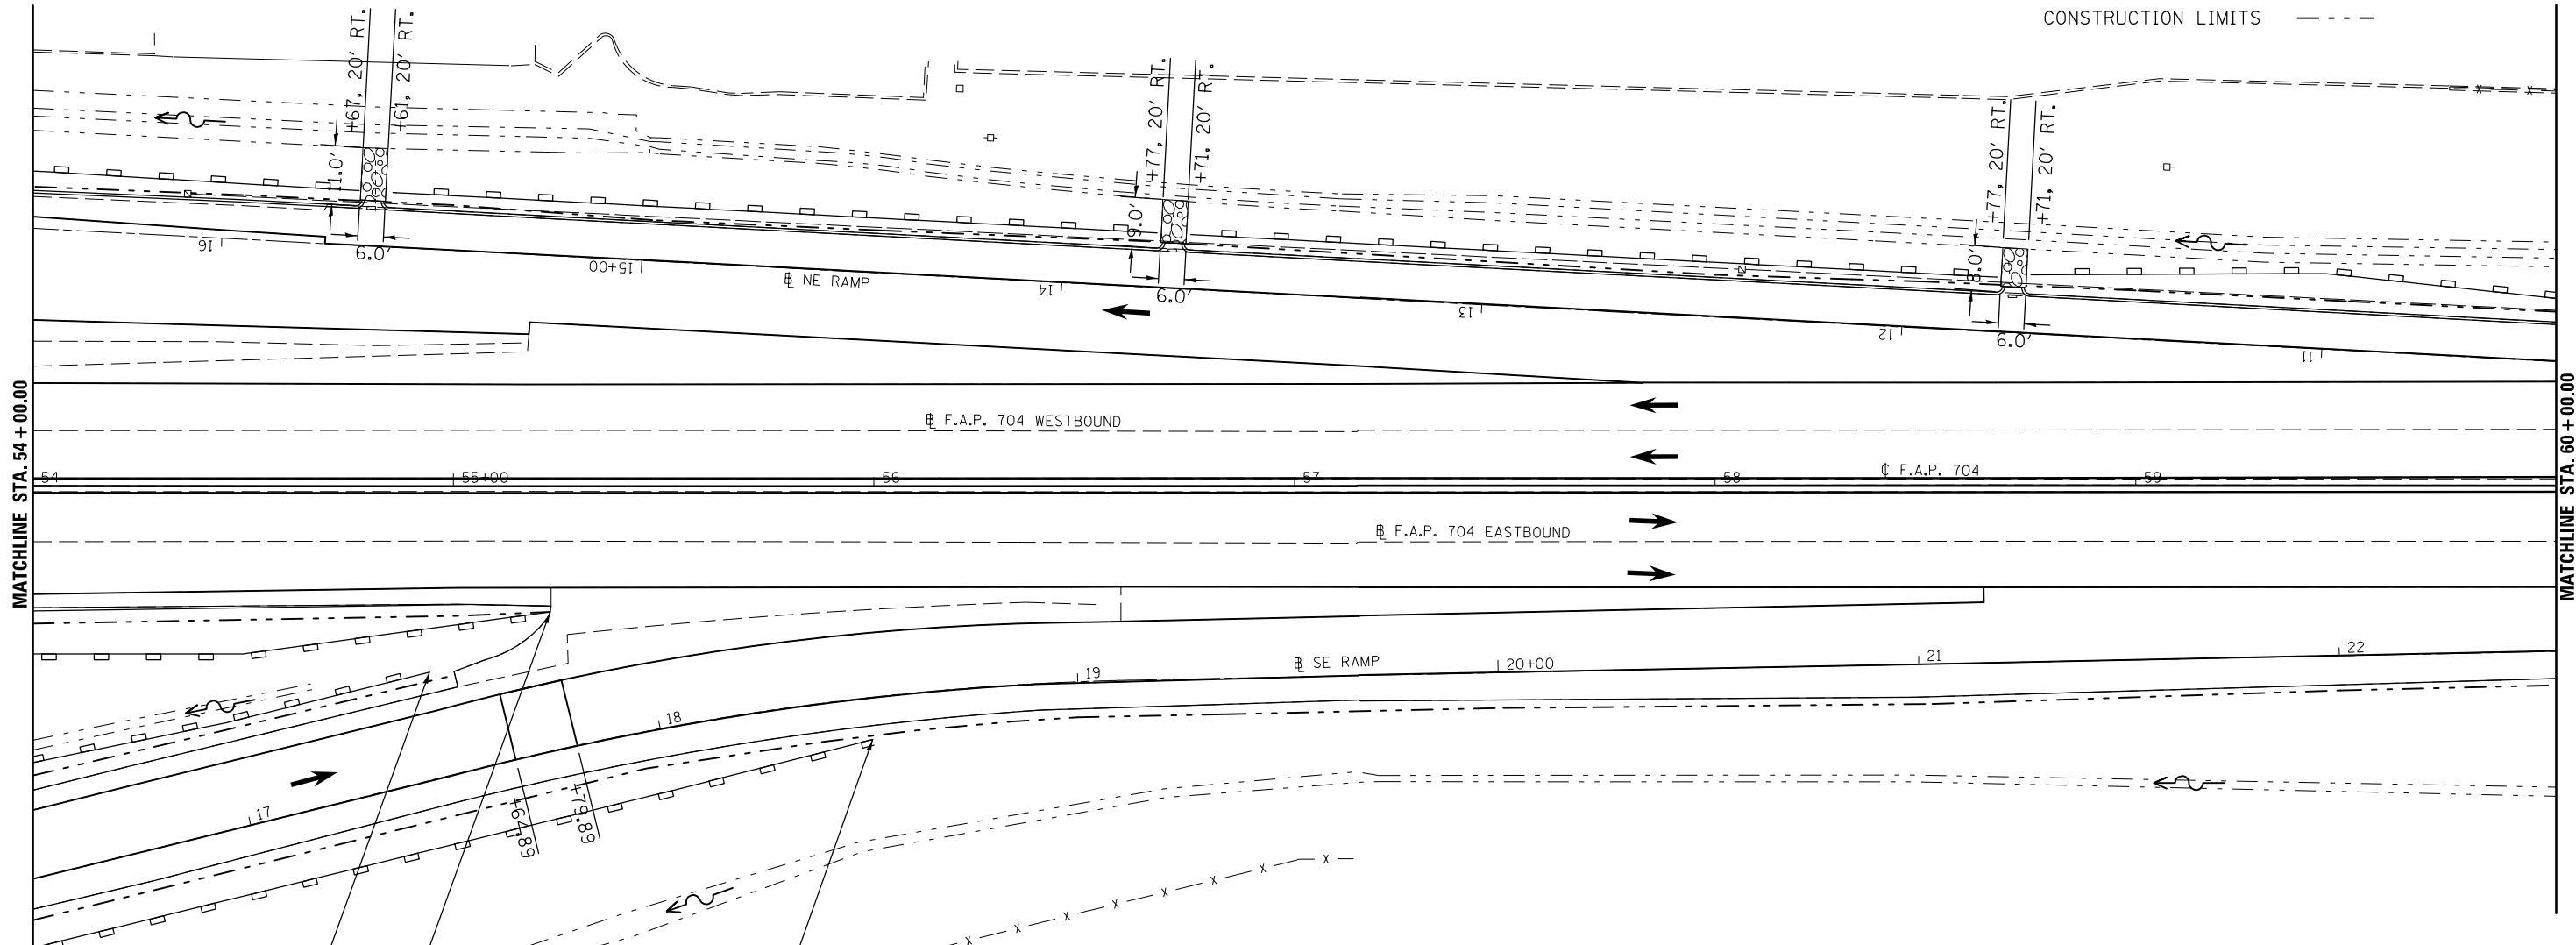 CONSTRUCTION LIMITS
+67, 20' RT.
+61, 20' RT.
+77, 20' RT.
+71, 20' RT.
+77, 20' RT.
+71, 20' RT.
11.0'
9.0'
8.0'
6.0'
6.0'
6.0'
16
15+00
14
13
12
11
℄ NE RAMP
MATCHLINE STA. 54 + 00.00
MATCHLINE STA. 60 + 00.00
℄ F.A.P. 704 WESTBOUND
54
55+00
56
57
58
℄ F.A.P. 704
59
℄ F.A.P. 704 EASTBOUND
℄ SE RAMP
17
18
19
20+00
21
22
+64.89
+79.89